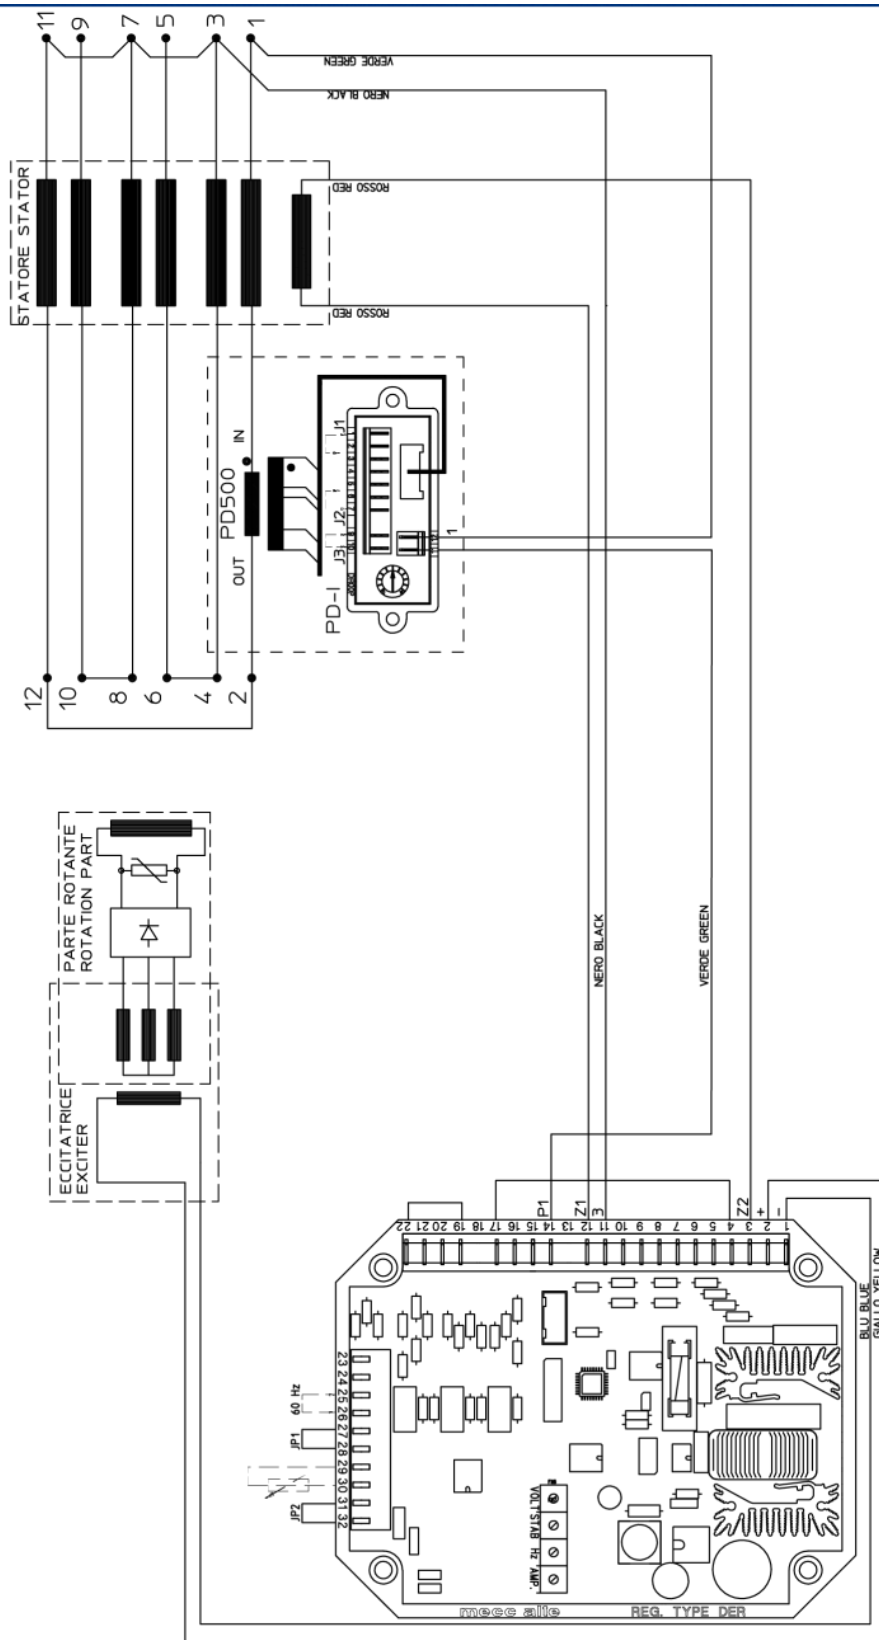 11
9
7
5
3
1
VERDE GREEN
NERO BLACK
STATORE STATOR
ROSSO RED
ROSSO RED
PD500
IN
OUT
PD-I
J1
J2
J3
1
12
10
8
6
4
2
PARTE ROTANTE
ROTATION PART
ECCITATRICE
EXCITER
NERO BLACK
VERDE GREEN
P1
Z1
3
Z2
+
-
22 21 20 19 18 17 16 15 14 13 12 11 10 9 8 7 6 5 4 3 2 1
BLU BLUE
GIALLO YELLOW
23
24
25
26
27
28
29
30
31
32
60 Hz
JP1
JP2
VOLT
STAB
Hz
AMP.
mecc alte
REG. TYPE DER